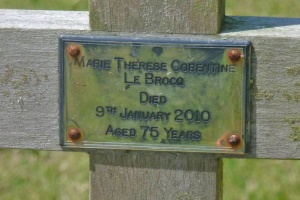 Marie Therese Corentine
Le Brocq
Died
9th January 2010
Aged 75 Years